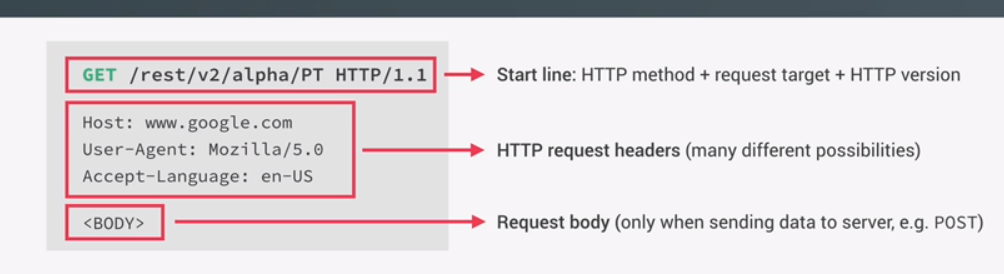 GET /rest/v2/alpha/PT HTTP/1.1
Start line: HTTP method + request target + HTTP version
Host: www.google.com
User-Agent: Mozilla/5.0
Accept-Language: en-US
HTTP request headers (many different possibilities)
<BODY>
Request body (only when sending data to server, e.g. POST)